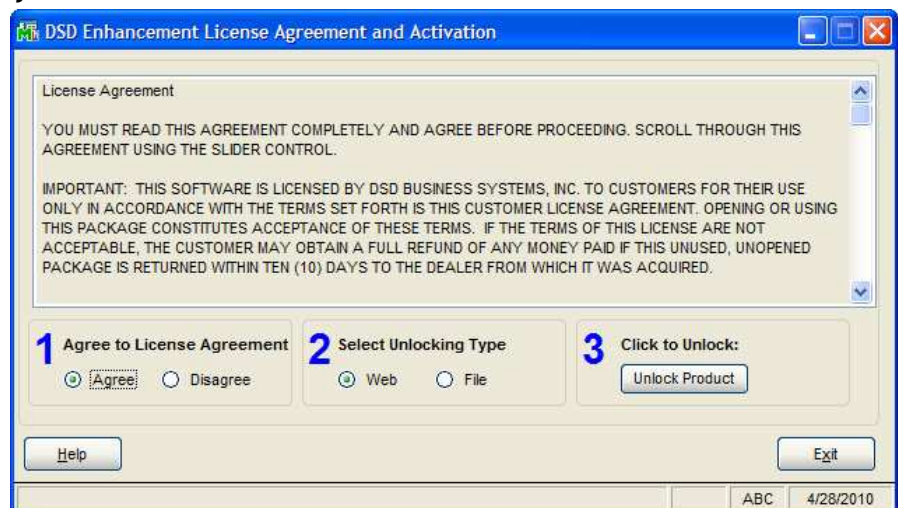 DSD Enhancement License Agreement and Activation
License Agreement
YOU MUST READ THIS AGREEMENT COMPLETELY AND AGREE BEFORE PROCEEDING. SCROLL THROUGH THIS
AGREEMENT USING THE SLIDER CONTROL.
IMPORTANT: THIS SOFTWARE IS LICENSED BY DSD BUSINESS SYSTEMS, INC. TO CUSTOMERS FOR THEIR USE
ONLY IN ACCORDANCE WITH THE TERMS SET FORTH IS THIS CUSTOMER LICENSE AGREEMENT. OPENING OR USING
THIS PACKAGE CONSTITUTES ACCEPTANCE OF THESE TERMS. IF THE TERMS OF THIS LICENSE ARE NOT
ACCEPTABLE, THE CUSTOMER MAY OBTAIN A FULL REFUND OF ANY MONEY PAID IF THIS UNUSED, UNOPENED
PACKAGE IS RETURNED WITHIN TEN (10) DAYS TO THE DEALER FROM WHICH IT WAS ACQUIRED.
1 Agree to License Agreement
Agree Disagree
2 Select Unlocking Type
Web File
3 Click to Unlock:
Unlock Product
Help Exit
ABC 4/28/2010